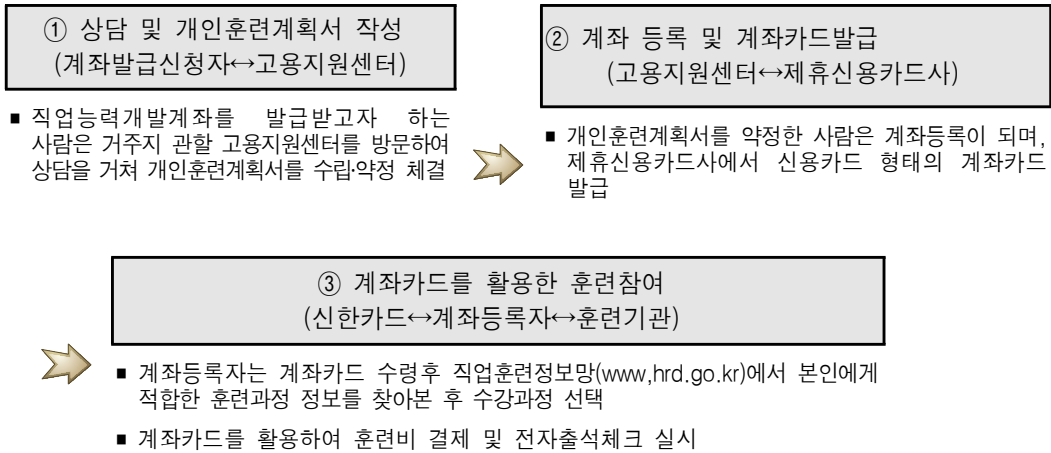 ① 상담 및 개인훈련계획서 작성
(계좌발급신청자↔고용지원센터)
■ 직업능력개발계좌를 발급받고자 하는
사람은 거주지 관할 고용지원센터를 방문하여
상담을 거쳐 개인훈련계획서를 수립·약정 체결
② 계좌 등록 및 계좌카드발급
(고용지원센터↔제휴신용카드사)
■ 개인훈련계획서를 약정한 사람은 계좌등록이 되며,
제휴신용카드사에서 신용카드 형태의 계좌카드
발급
③ 계좌카드를 활용한 훈련참여
(신한카드↔계좌등록자↔훈련기관)
■ 계좌등록자는 계좌카드 수령후 직업훈련정보망(www,hrd.go.kr)에서 본인에게
적합한 훈련과정 정보를 찾아본 후 수강과정 선택
■ 계좌카드를 활용하여 훈련비 결제 및 전자출석체크 실시